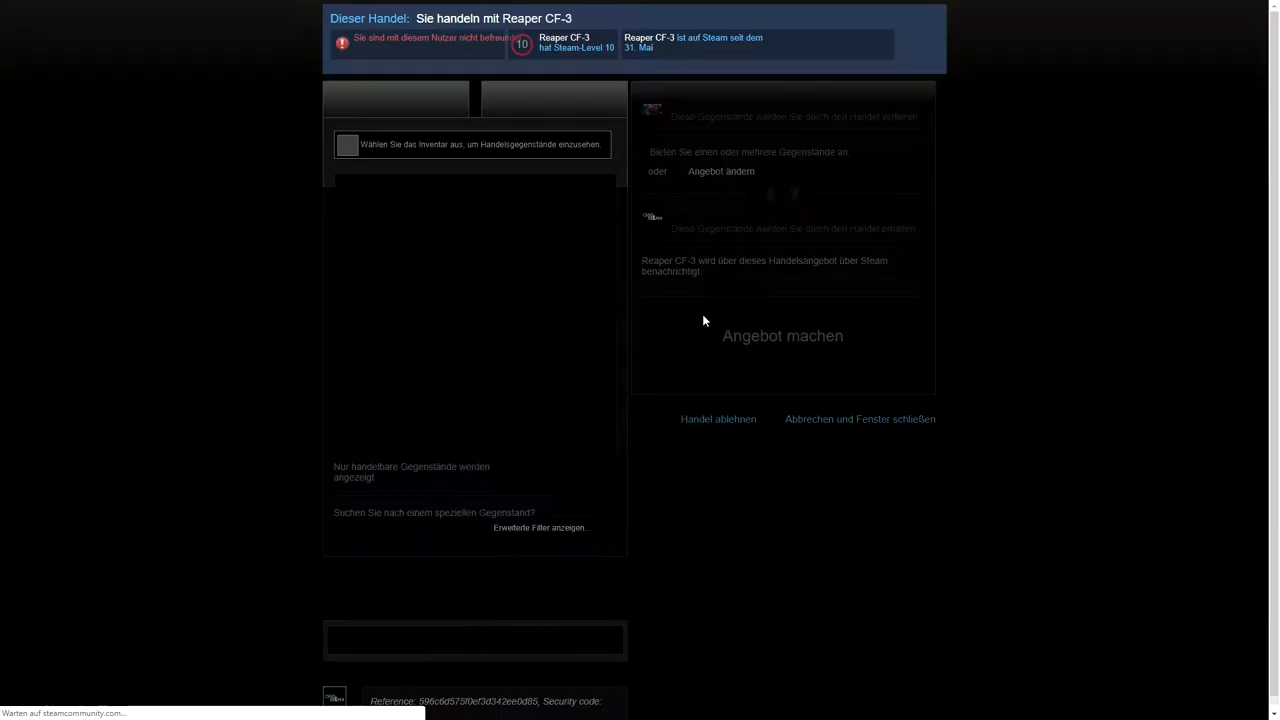 Dieser Handel: Sie handeln mit Reaper CF-3
Sie sind mit diesem Nutzer nicht befreundet
10
Reaper CF-3
hat Steam-Level 10
Reaper CF-3 ist auf Steam seit dem
31. Mai
Wählen Sie das Inventar aus, um Handelsgegenstände einzusehen.
Nur handelbare Gegenstände werden
angezeigt
Suchen Sie nach einem speziellen Gegenstand?
Erweiterte Filter anzeigen...
Diese Gegenstände werden Sie durch den Handel verlieren
Bieten Sie einen oder mehrere Gegenstände an.
oder Angebot ändern
Diese Gegenstände werden Sie durch den Handel erhalten
Reaper CF-3 wird über dieses Handelsangebot über Steam
benachrichtigt.
Angebot machen
Handel ablehnen
Abbrechen und Fenster schließen
Reference: 596c6d575f0ef3d342ee0d85, Security code:
Warten auf steamcommunity.com...